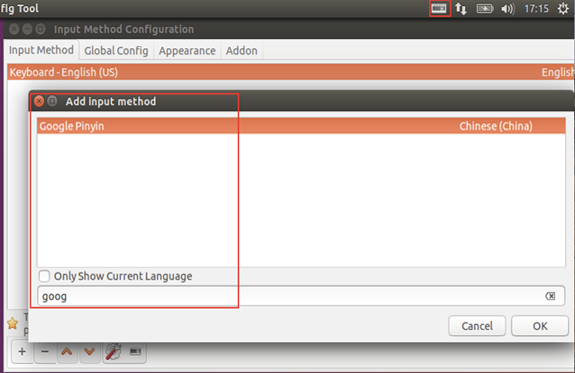 fig Tool
17:15
Input Method Configuration
Input Method Global Config Appearance Addon
Keyboard - English (US) English
Add input method
Google Pinyin Chinese (China)
Only Show Current Language
goog
Cancel OK